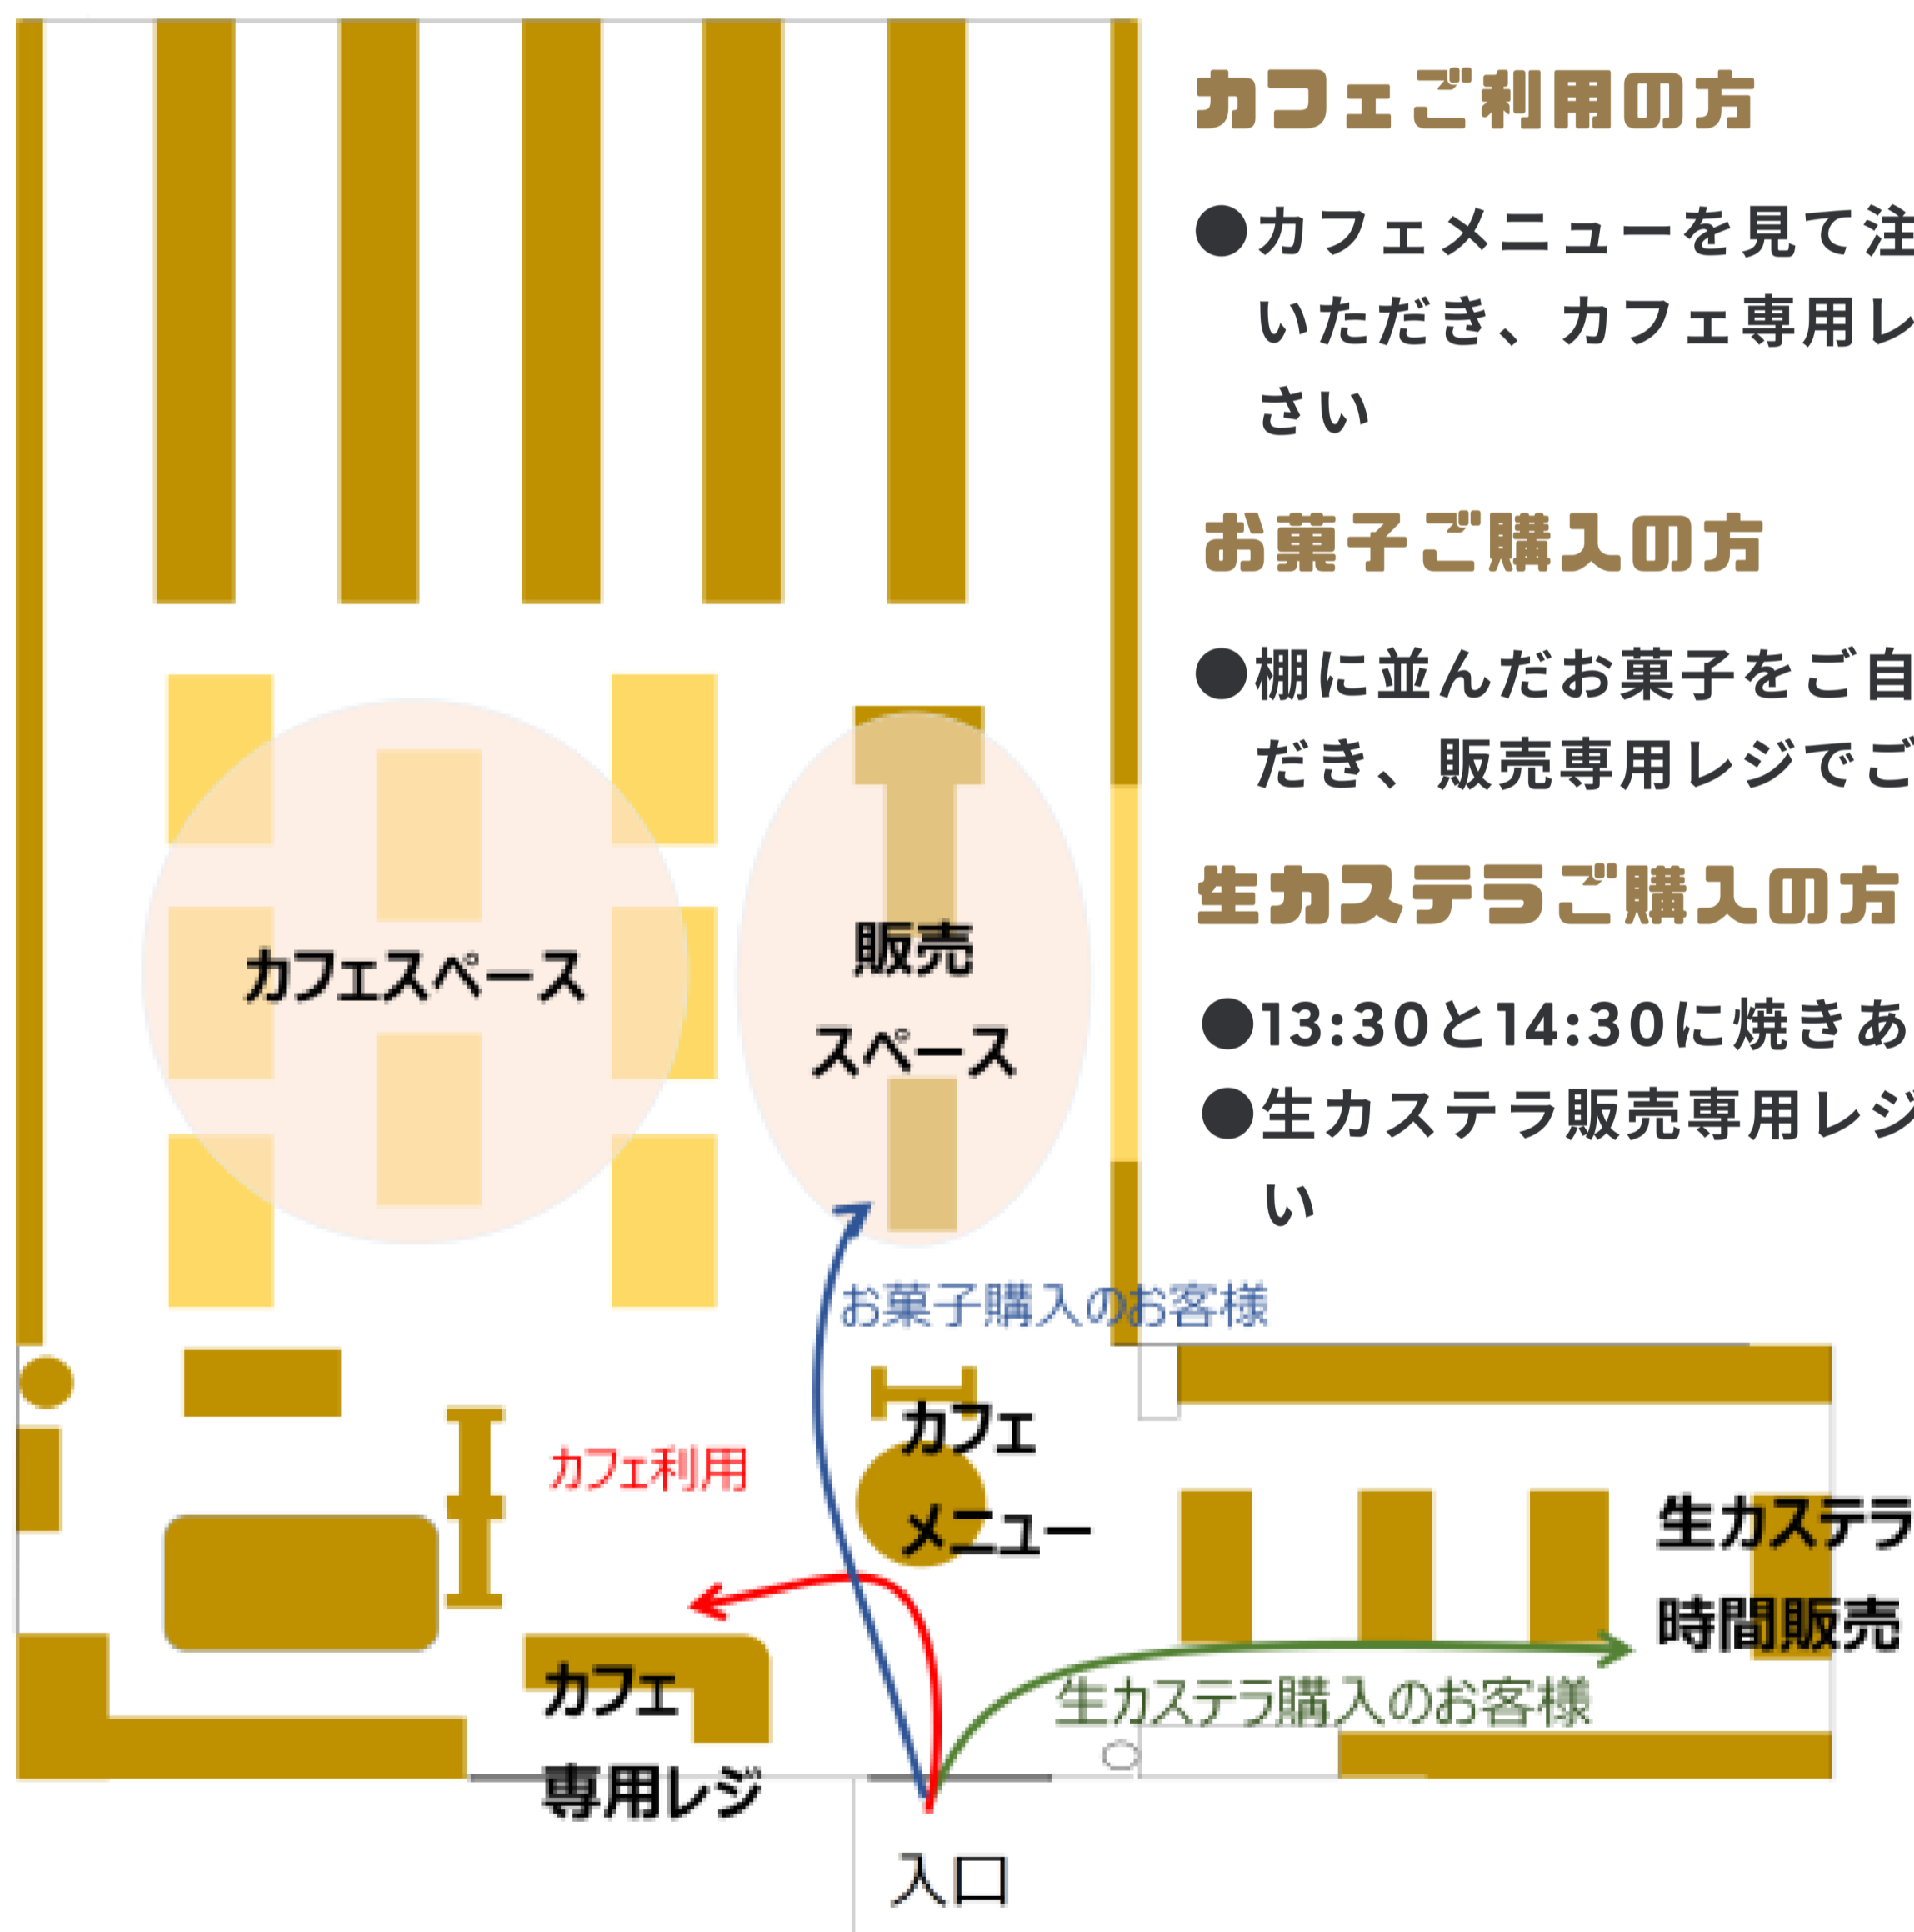 カフェご利用の方
●カフェメニューを見て注
いただき、カフェ専用レ
さい
お菓子ご購入の方
●棚に並んだお菓子をご自
だき、販売専用レジでご
生カステラご購入の方
●13:30と14:30に焼きあ
●生カステラ販売専用レジ
い
カフェスペース
販売
スペース
お菓子購入のお客様
カフェ利用
カフェ
メニュー
生カステラ
時間販売
生カステラ購入のお客様
カフェ
専用レジ
入口